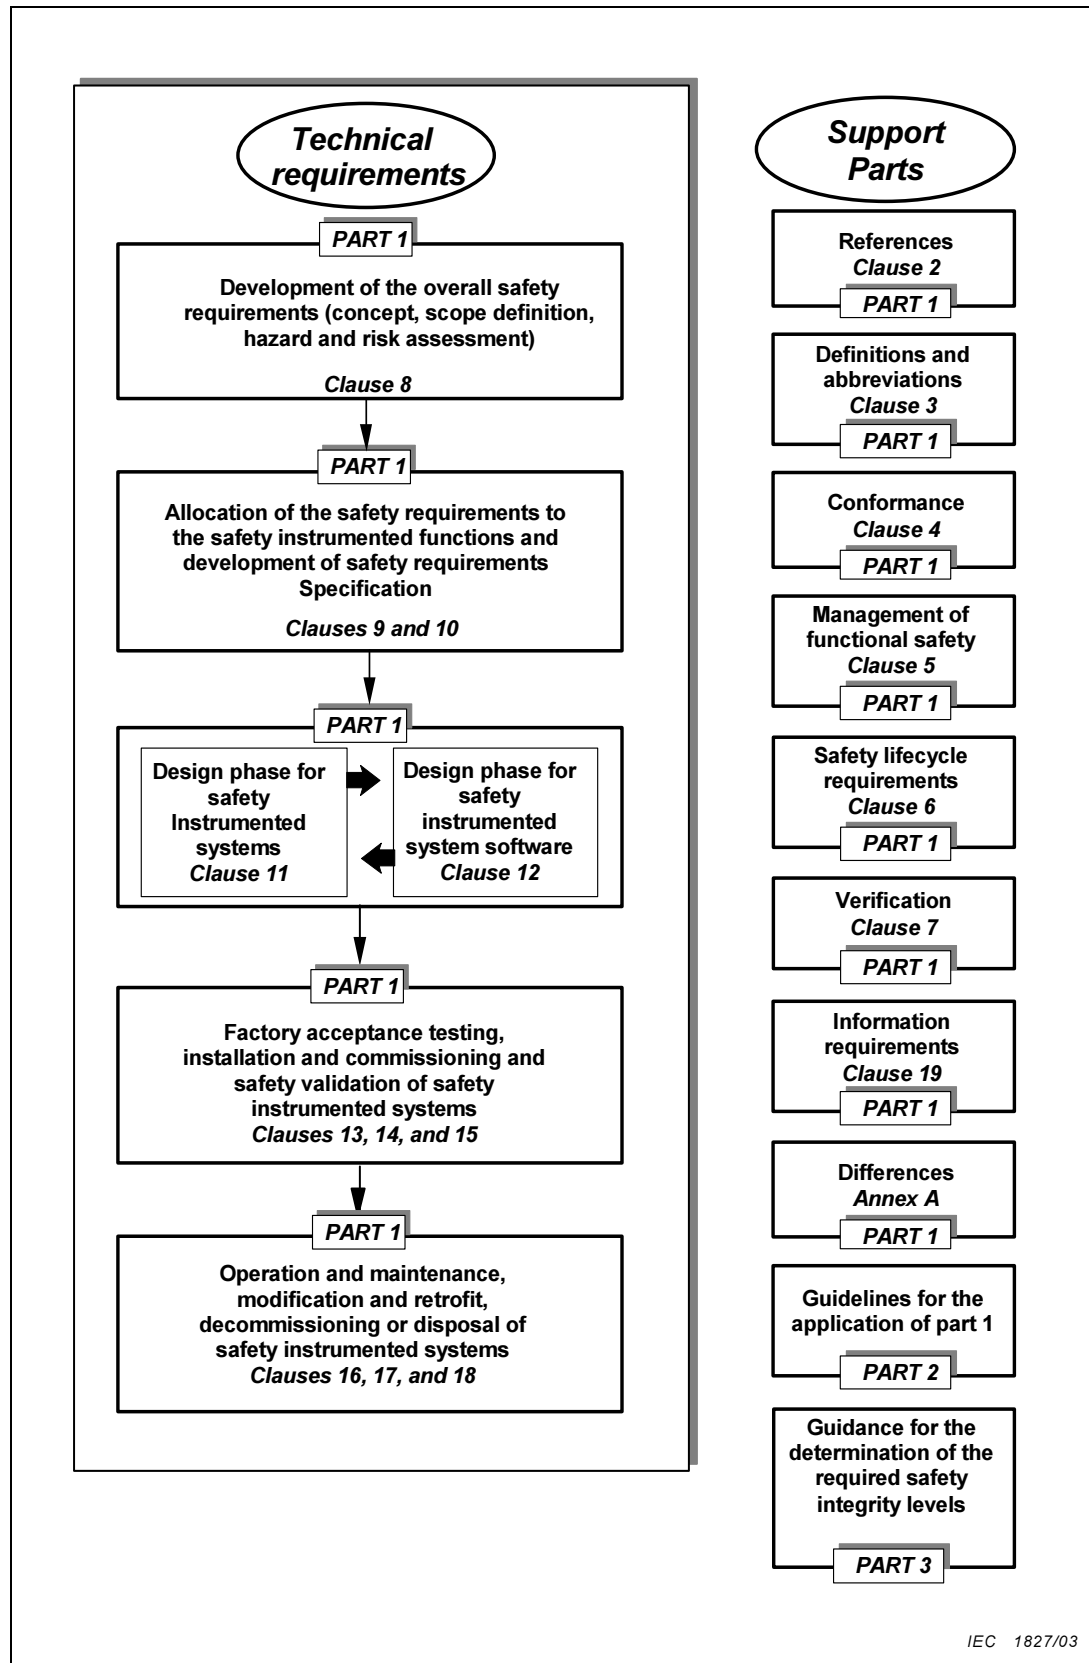 Technical
requirements
PART 1
Development of the overall safety
requirements (concept, scope definition,
hazard and risk assessment)
Clause 8
PART 1
Allocation of the safety requirements to
the safety instrumented functions and
development of safety requirements
Specification
Clauses 9 and 10
PART 1
Design phase for
safety
Instrumented
systems
Clause 11
Design phase for
safety
instrumented
system software
Clause 12
PART 1
Factory acceptance testing,
installation and commissioning and
safety validation of safety
instrumented systems
Clauses 13, 14, and 15
PART 1
Operation and maintenance,
modification and retrofit,
decommissioning or disposal of
safety instrumented systems
Clauses 16, 17, and 18
Support
Parts
References
Clause 2
PART 1
Definitions and
abbreviations
Clause 3
PART 1
Conformance
Clause 4
PART 1
Management of
functional safety
Clause 5
PART 1
Safety lifecycle
requirements
Clause 6
PART 1
Verification
Clause 7
PART 1
Information
requirements
Clause 19
PART 1
Differences
Annex A
PART 1
Guidelines for the
application of part 1
PART 2
Guidance for the
determination of the
required safety
integrity levels
PART 3
IEC 1827/03